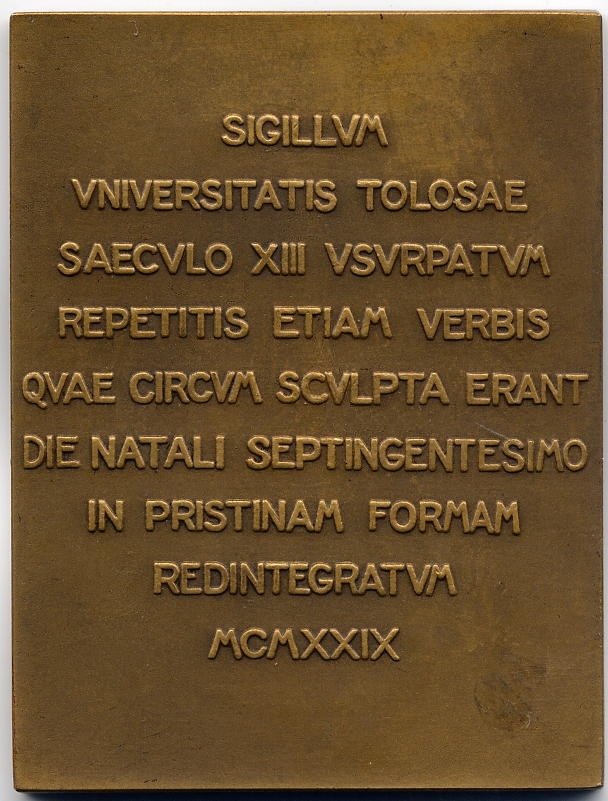 SIGILLVM
VNIVERSITATIS TOLOSAE
SAECVLO XIII VSVRPATVM
REPETITIS ETIAM VERBIS
QVAE CIRCVM SCVLPTA ERANT
DIE NATALI SEPTINGENTESIMO
IN PRISTINAM FORMAM
REDINTEGRATVM
MCMXXIX